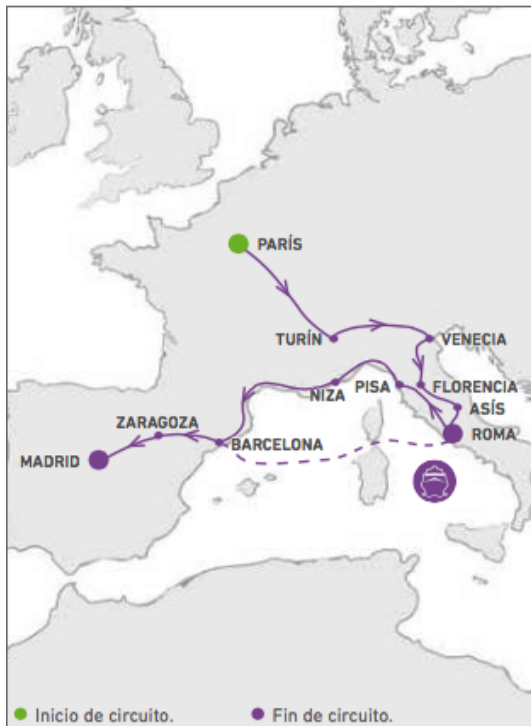 PARÍS
TURÍN
VENECIA
NIZA
PISA
FLORENCIA
ASÍS
ROMA
ZARAGOZA
BARCELONA
MADRID
Inicio de circuito.
Fin de circuito.